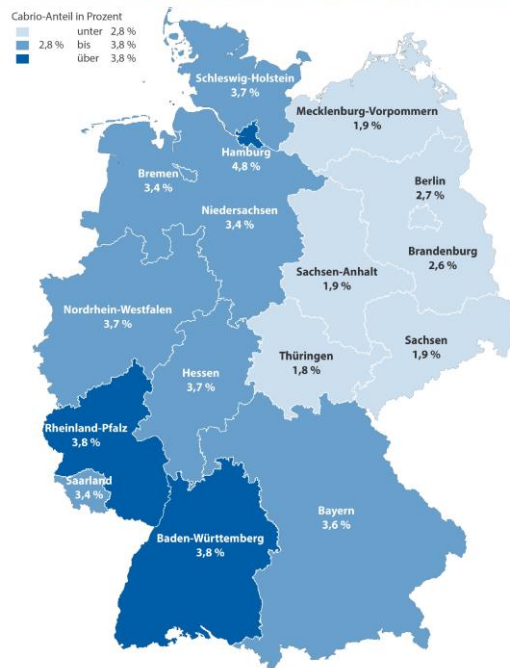 Cabrio-Anteil in Prozent
unter 2,8 %
2,8 % bis 3,8 %
über 3,8 %
Schleswig-Holstein
3,7 %
Mecklenburg-Vorpommern
1,9 %
Hamburg
4,8 %
Bremen
3,4 %
Berlin
2,7 %
Niedersachsen
3,4 %
Brandenburg
2,6 %
Sachsen-Anhalt
1,9 %
Nordrhein-Westfalen
3,7 %
Sachsen
1,9 %
Thüringen
1,8 %
Hessen
3,7 %
Rheinland-Pfalz
3,8 %
Saarland
3,4 %
Bayern
3,6 %
Baden-Württemberg
3,8 %